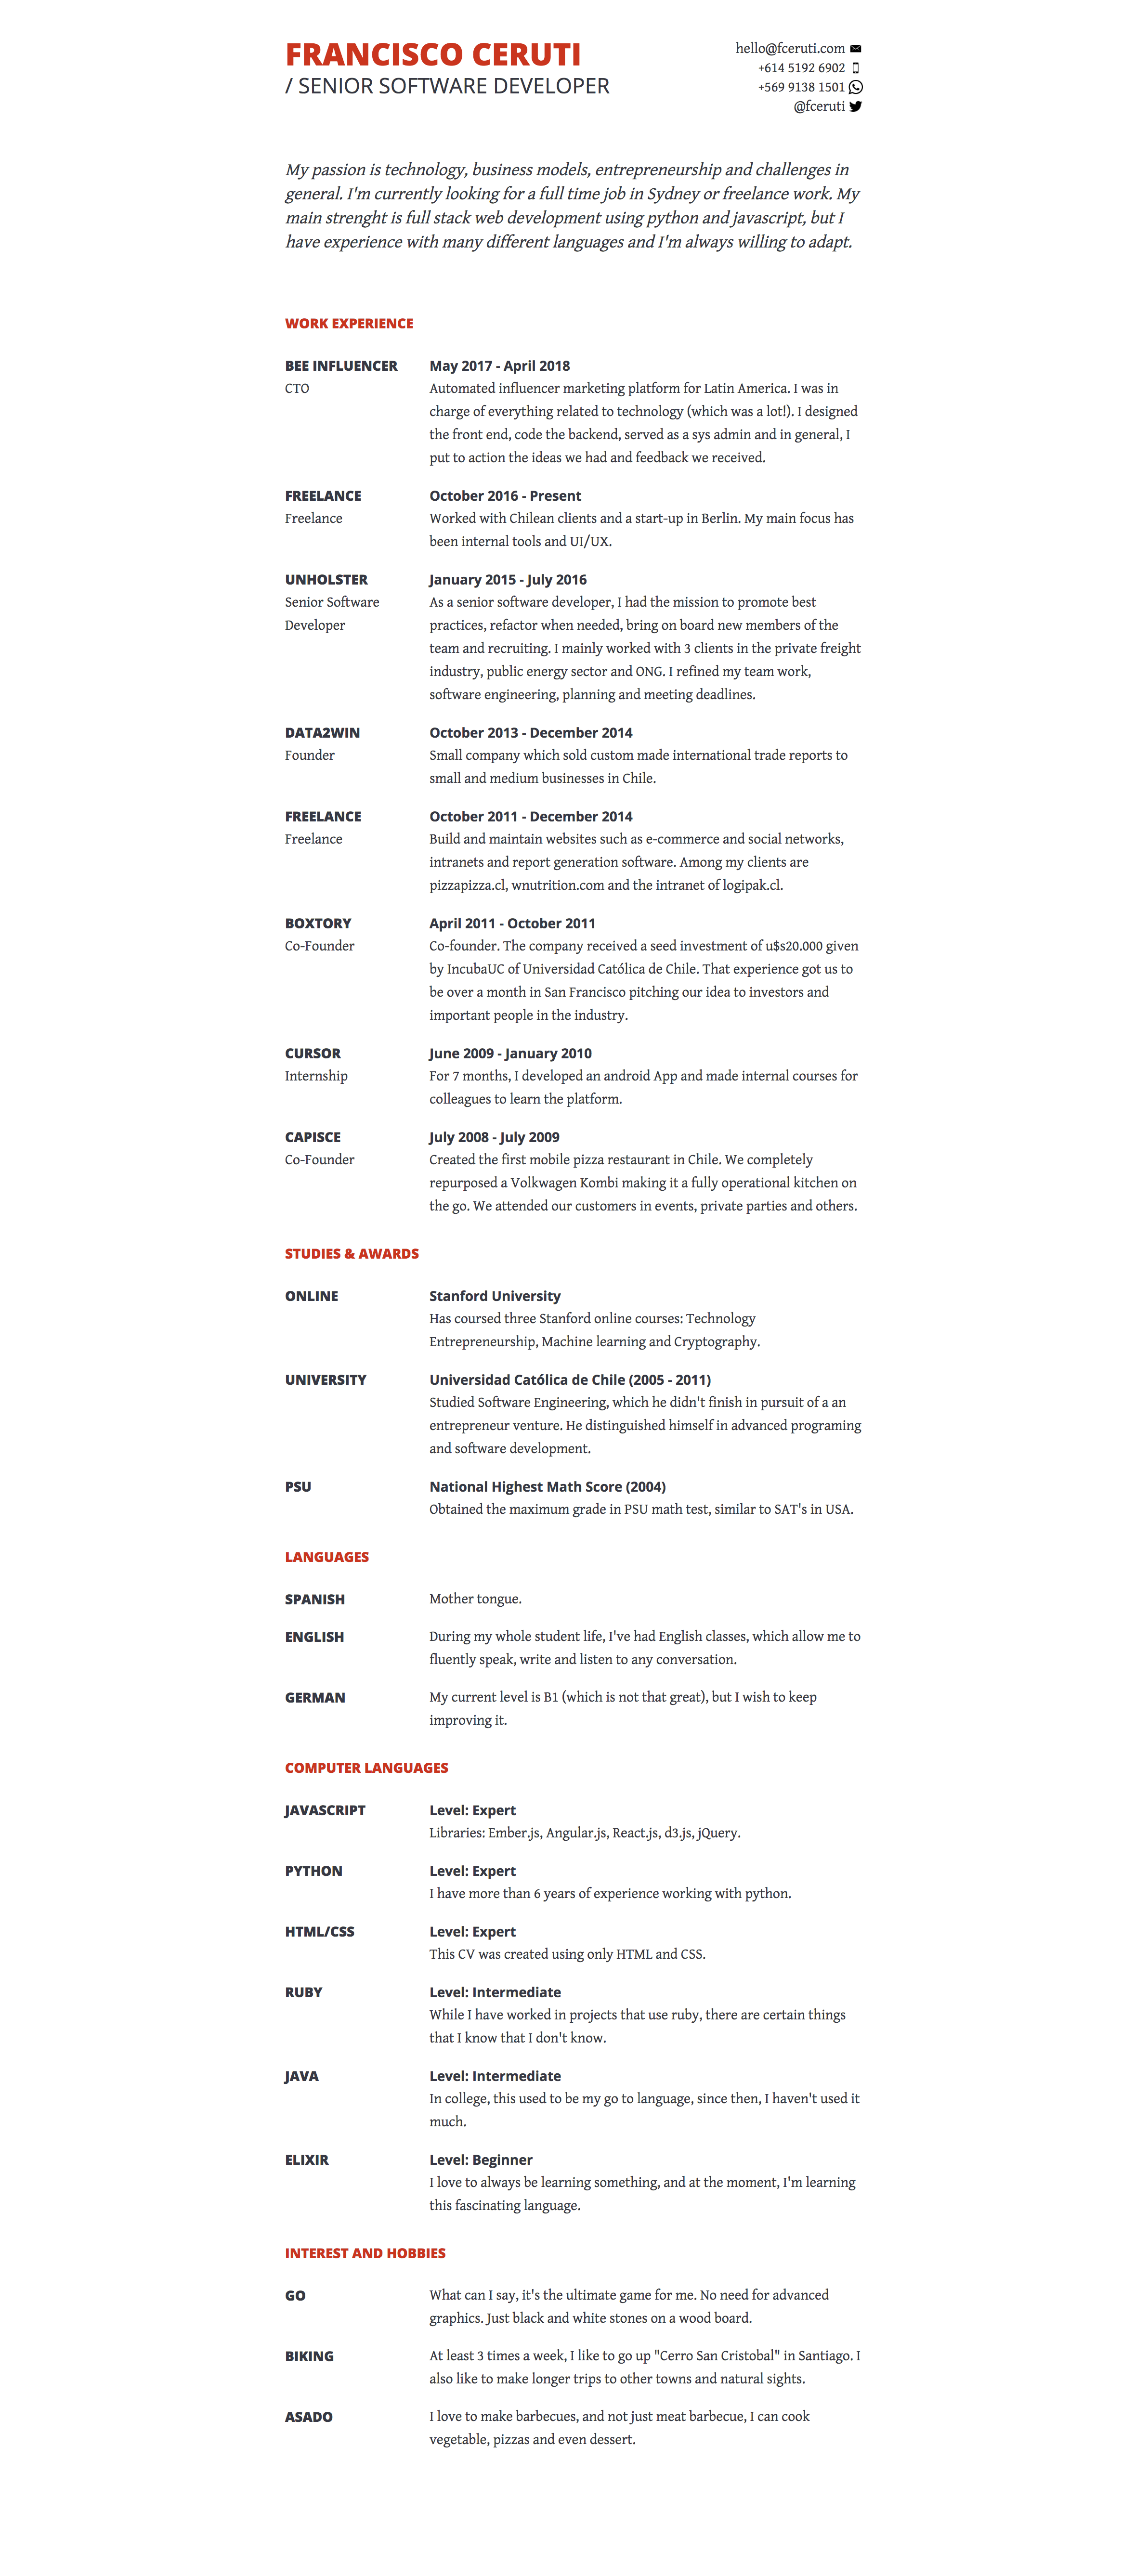 FRANCISCO CERUTI
/ SENIOR SOFTWARE DEVELOPER
hello@fceruti.com
+614 5192 6902
+569 9138 1501
@fceruti
My passion is technology, business models, entrepreneurship and challenges in
general. I'm currently looking for a full time job in Sydney or freelance work. My
main strenght is full stack web development using python and javascript, but I
have experience with many different languages and I'm always willing to adapt.
WORK EXPERIENCE
BEE INFLUENCER
CTO
May 2017 - April 2018
Automated influencer marketing platform for Latin America. I was in
charge of everything related to technology (which was a lot!). I designed
the front end, code the backend, served as a sys admin and in general, I
put to action the ideas we had and feedback we received.
FREELANCE
Freelance
October 2016 - Present
Worked with Chilean clients and a start-up in Berlin. My main focus has
been internal tools and UI/UX.
UNHOLSTER
Senior Software
Developer
January 2015 - July 2016
As a senior software developer, I had the mission to promote best
practices, refactor when needed, bring on board new members of the
team and recruiting. I mainly worked with 3 clients in the private freight
industry, public energy sector and ONG. I refined my team work,
software engineering, planning and meeting deadlines.
DATA2WIN
Founder
October 2013 - December 2014
Small company which sold custom made international trade reports to
small and medium businesses in Chile.
FREELANCE
Freelance
October 2011 - December 2014
Build and maintain websites such as e-commerce and social networks,
intranets and report generation software. Among my clients are
pizzapizza.cl, wnutrition.com and the intranet of logipak.cl.
BOXTORY
Co-Founder
April 2011 - October 2011
Co-founder. The company received a seed investment of u$s20.000 given
by IncubaUC of Universidad Católica de Chile. That experience got us to
be over a month in San Francisco pitching our idea to investors and
important people in the industry.
CURSOR
Internship
June 2009 - January 2010
For 7 months, I developed an android App and made internal courses for
colleagues to learn the platform.
CAPISCE
Co-Founder
July 2008 - July 2009
Created the first mobile pizza restaurant in Chile. We completely
repurposed a Volkwagen Kombi making it a fully operational kitchen on
the go. We attended our customers in events, private parties and others.
STUDIES & AWARDS
ONLINE
Stanford University
Has coursed three Stanford online courses: Technology
Entrepreneurship, Machine learning and Cryptography.
UNIVERSITY
Universidad Católica de Chile (2005 - 2011)
Studied Software Engineering, which he didn't finish in pursuit of a an
entrepreneur venture. He distinguished himself in advanced programing
and software development.
PSU
National Highest Math Score (2004)
Obtained the maximum grade in PSU math test, similar to SAT's in USA.
LANGUAGES
SPANISH
Mother tongue.
ENGLISH
During my whole student life, I've had English classes, which allow me to
fluently speak, write and listen to any conversation.
GERMAN
My current level is B1 (which is not that great), but I wish to keep
improving it.
COMPUTER LANGUAGES
JAVASCRIPT
Level: Expert
Libraries: Ember.js, Angular.js, React.js, d3.js, jQuery.
PYTHON
Level: Expert
I have more than 6 years of experience working with python.
HTML/CSS
Level: Expert
This CV was created using only HTML and CSS.
RUBY
Level: Intermediate
While I have worked in projects that use ruby, there are certain things
that I know that I don't know.
JAVA
Level: Intermediate
In college, this used to be my go to language, since then, I haven't used it
much.
ELIXIR
Level: Beginner
I love to always be learning something, and at the moment, I'm learning
this fascinating language.
INTEREST AND HOBBIES
GO
What can I say, it's the ultimate game for me. No need for advanced
graphics. Just black and white stones on a wood board.
BIKING
At least 3 times a week, I like to go up "Cerro San Cristobal" in Santiago. I
also like to make longer trips to other towns and natural sights.
ASADO
I love to make barbecues, and not just meat barbecue, I can cook
vegetable, pizzas and even dessert.